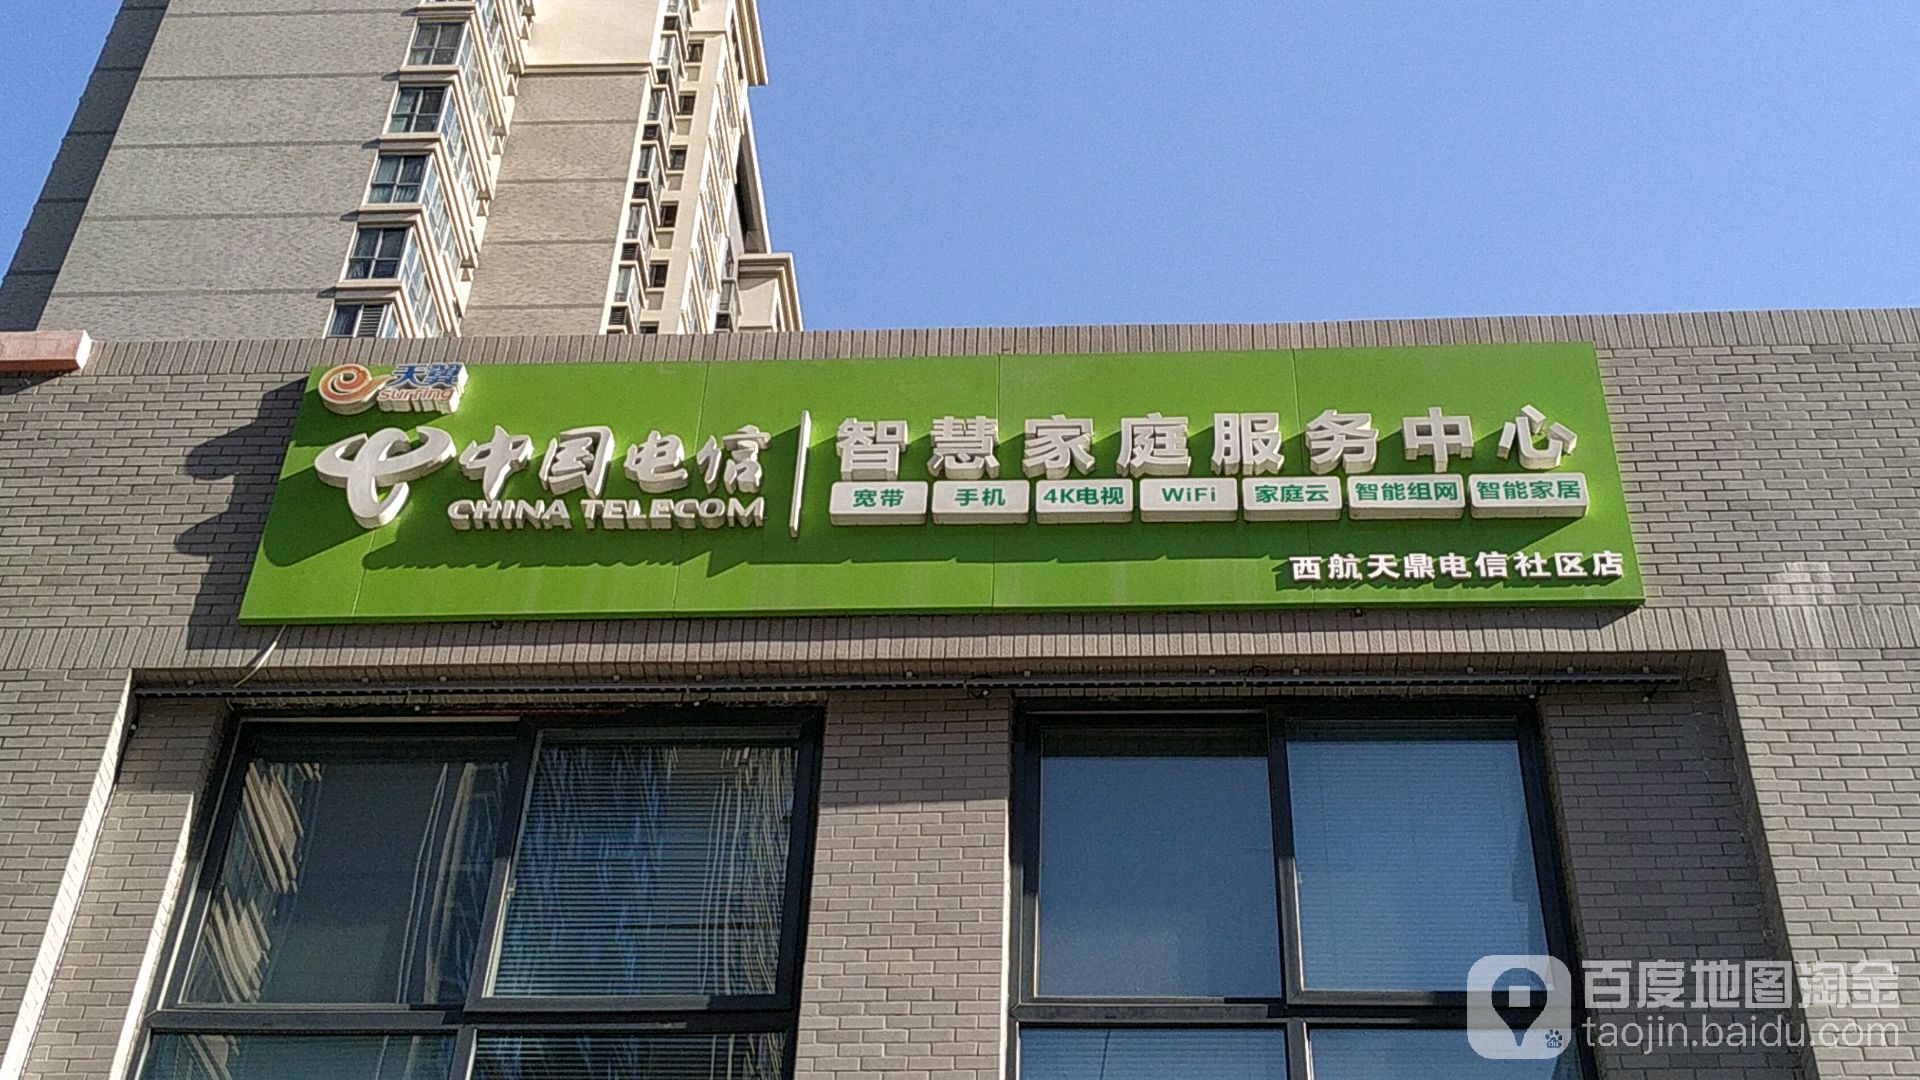 天翼
surfing
中国电信
CHINA TELECOM
智慧家庭服务中心
宽带 手机 4K电视 WiFi 家庭云 智能组网 智能家居
西航天鼎电信社区店
百度地图淘金
taojin.baidu.com